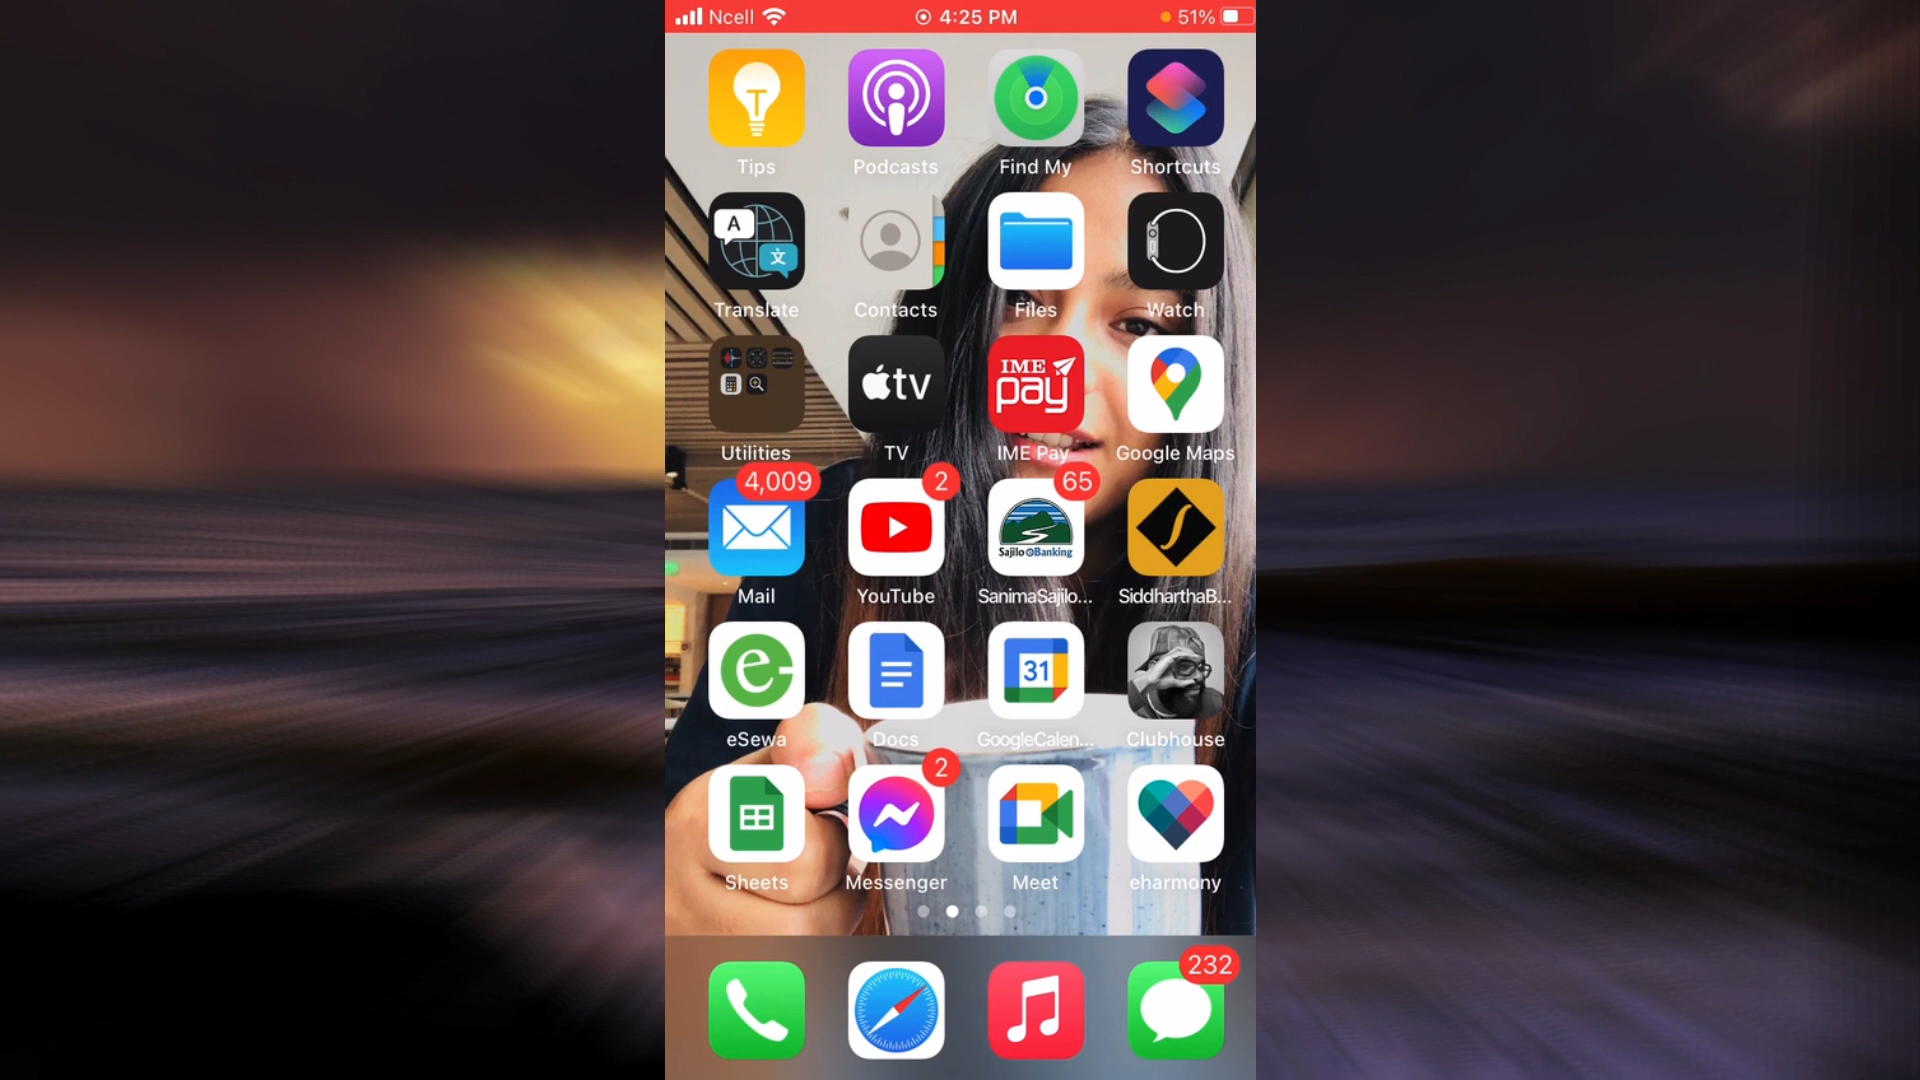 Ncell 4:25 PM 51%
T
Tips Podcasts Find My Shortcuts
A
文
Translate Contacts Files Watch
tv IME pay
Utilities TV IME Pay Google Maps
4,009 2 65
Sajilo e Banking
Mail YouTube SanimaSajilo... SiddharthaB...
e 31
eSewa Docs GoogleCalen... Clubhouse
2
Sheets Messenger Meet eharmony
232